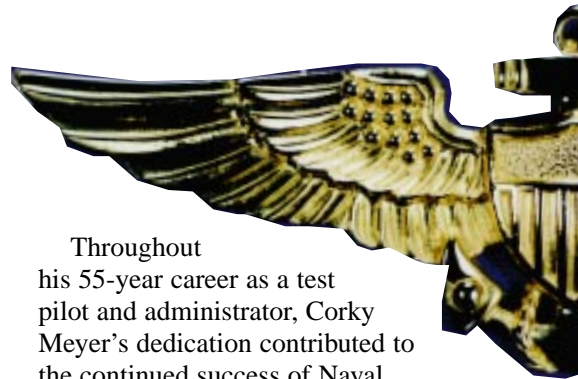 Throughout
his 55-year career as a test
pilot and administrator, Corky
Meyer’s dedication contributed to
the continued success of Naval